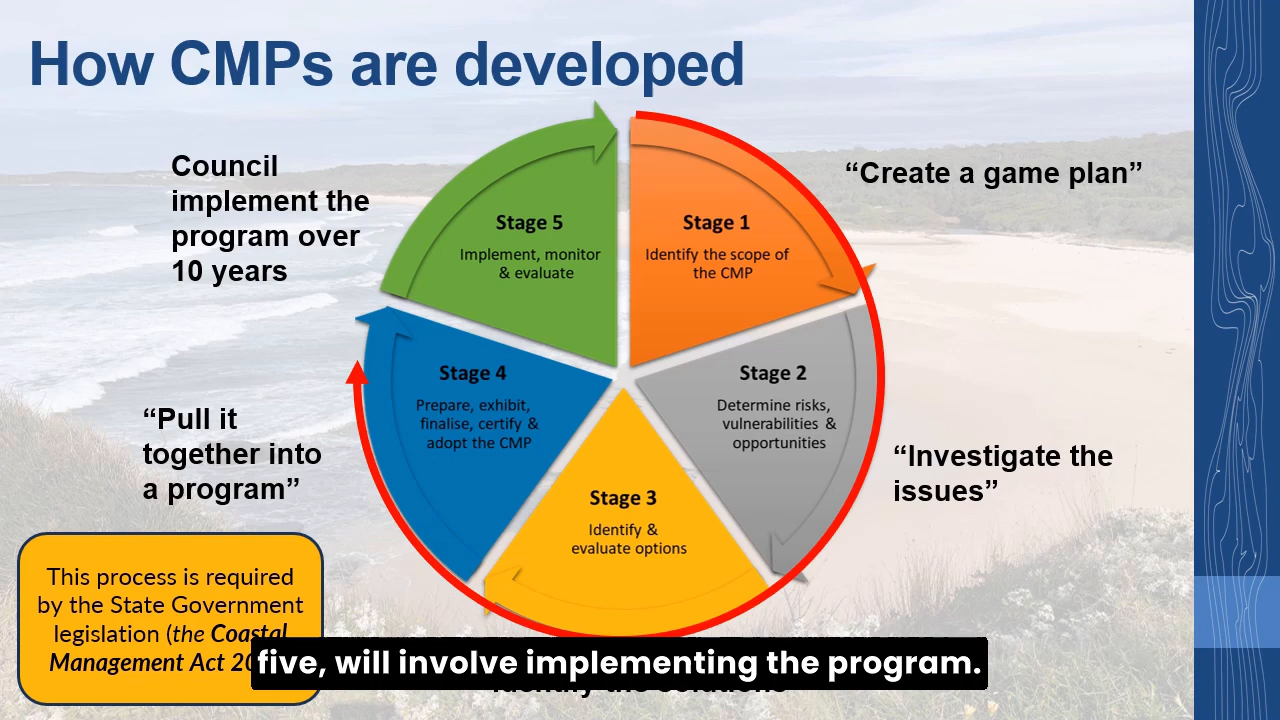 How CMPs are developed
Council
implement the
program over
10 years
“Create a game plan”
Stage 5
Implement, monitor
& evaluate
Stage 1
Identify the scope of
the CMP
Stage 4
Prepare, exhibit,
finalise, certify &
adopt the CMP
Stage 2
Determine risks,
vulnerabilities &
opportunities
“Pull it
together into
a program”
“Investigate the
issues”
Stage 3
Identify &
evaluate options
This process is required
by the State Government
legislation (the Coastal
Management Act
five, will involve implementing the program.